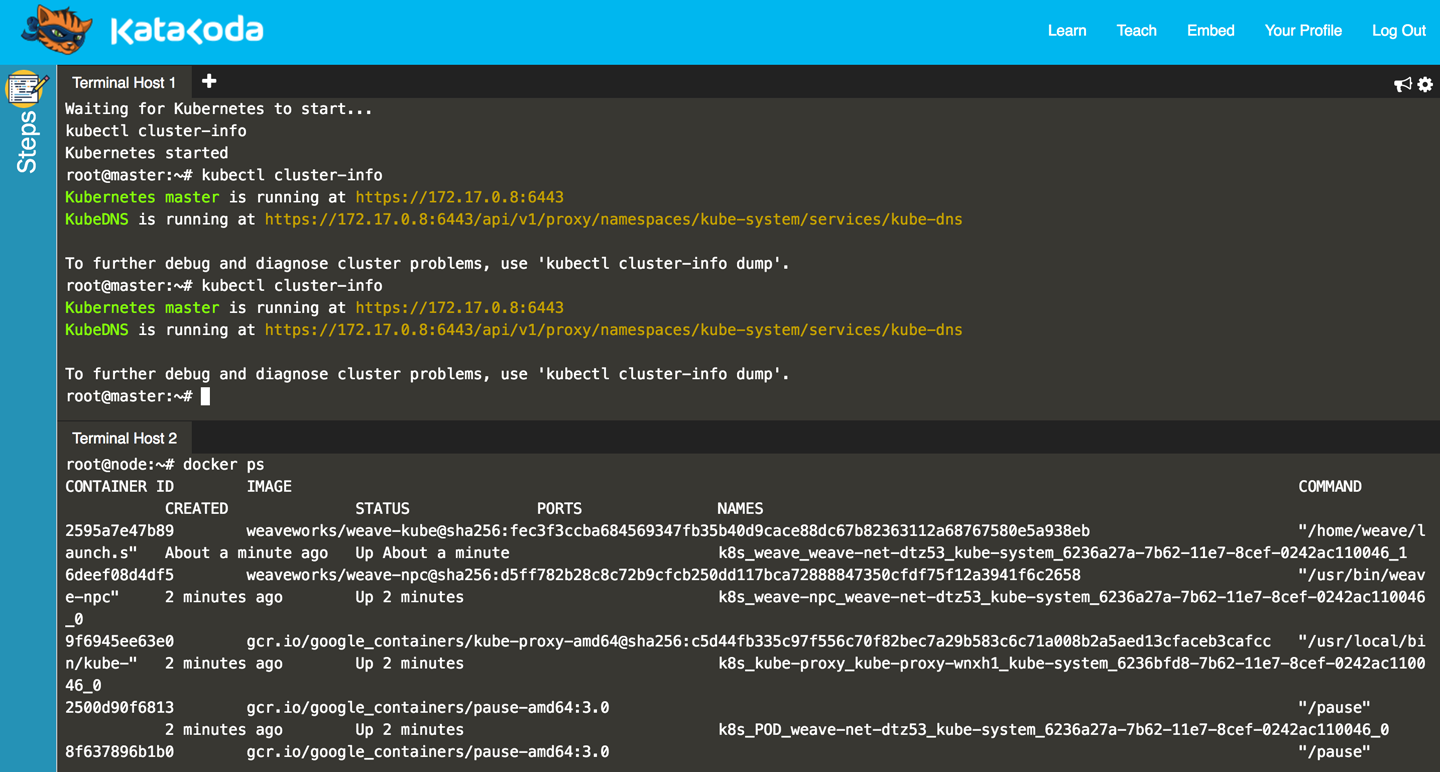 KataKoda
Learn Teach Embed Your Profile Log Out
Steps
Terminal Host 1 +
Waiting for Kubernetes to start...
kubectl cluster-info
Kubernetes started
root@master:~# kubectl cluster-info
Kubernetes master is running at https://172.17.0.8:6443
KubeDNS is running at https://172.17.0.8:6443/api/v1/proxy/namespaces/kube-system/services/kube-dns
To further debug and diagnose cluster problems, use 'kubectl cluster-info dump'.
root@master:~# kubectl cluster-info
Kubernetes master is running at https://172.17.0.8:6443
KubeDNS is running at https://172.17.0.8:6443/api/v1/proxy/namespaces/kube-system/services/kube-dns
To further debug and diagnose cluster problems, use 'kubectl cluster-info dump'.
root@master:~#
Terminal Host 2
root@node:~# docker ps
CONTAINER ID IMAGE COMMAND
CREATED STATUS PORTS NAMES
2595a7e47b89 weaveworks/weave-kube@sha256:fec3f3ccba684569347fb35b40d9cace88dc67b82363112a68767580e5a938eb "/home/weave/l
aunch.s" About a minute ago Up About a minute k8s_weave_weave-net-dtz53_kube-system_6236a27a-7b62-11e7-8cef-0242ac110046_1
6deef08d4df5 weaveworks/weave-npc@sha256:d5ff782b28c8c72b9cfcb250dd117bca72888847350cfdf75f12a3941f6c2658 "/usr/bin/weav
e-npc" 2 minutes ago Up 2 minutes k8s_weave-npc_weave-net-dtz53_kube-system_6236a27a-7b62-11e7-8cef-0242ac110046
_0
9f6945ee63e0 gcr.io/google_containers/kube-proxy-amd64@sha256:c5d44fb335c97f556c70f82bec7a29b583c6c71a008b2a5aed13cfaceb3cafcc "/usr/local/bi
n/kube-" 2 minutes ago Up 2 minutes k8s_kube-proxy_kube-proxy-wnxh1_kube-system_6236bfd8-7b62-11e7-8cef-0242ac1100
46_0
2500d90f6813 gcr.io/google_containers/pause-amd64:3.0 "/pause"
2 minutes ago Up 2 minutes k8s_POD_weave-net-dtz53_kube-system_6236a27a-7b62-11e7-8cef-0242ac110046_0
8f637896b1b0 gcr.io/google_containers/pause-amd64:3.0 "/pause"